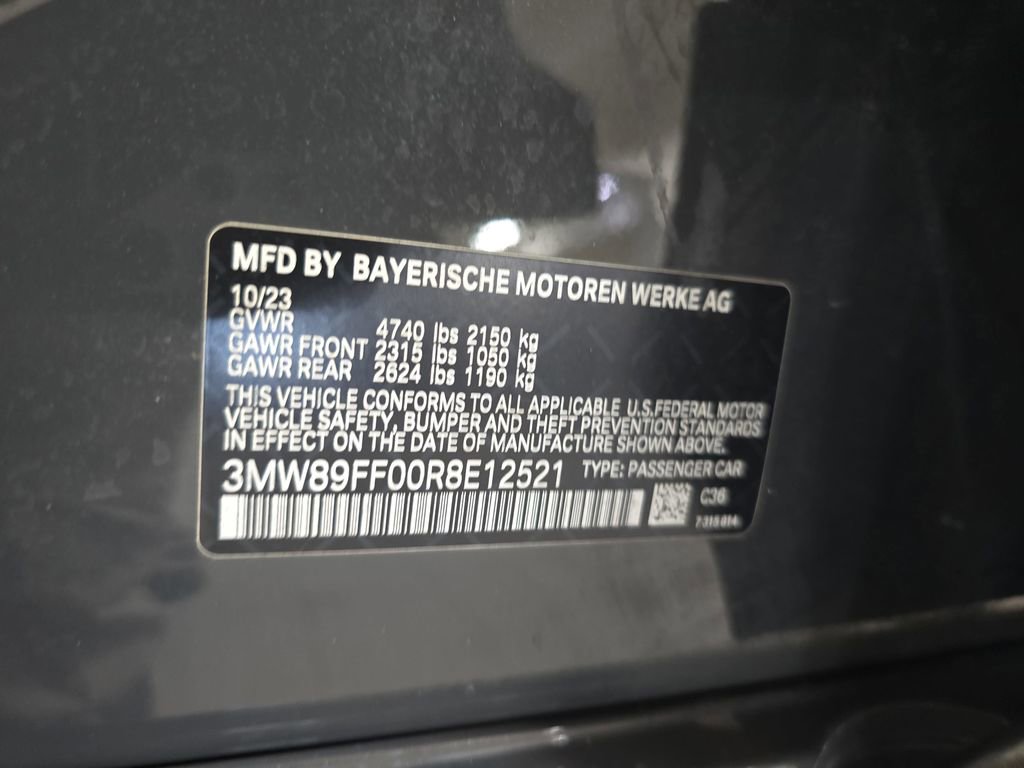 MFD BY BAYERISCHE MOTOREN WERKE AG
10/23
GVWR 4740 lbs 2150 kg
GAWR FRONT 2315 lbs 1050 kg
GAWR REAR 2624 lbs 1190 kg
THIS VEHICLE CONFORMS TO ALL APPLICABLE U.S.FEDERAL MOTOR
VEHICLE SAFETY, BUMPER AND THEFT PREVENTION STANDARDS
IN EFFECT ON THE DATE OF MANUFACTURE SHOWN ABOVE.
3MW89FF00R8E12521 TYPE: PASSENGER CAR
C36